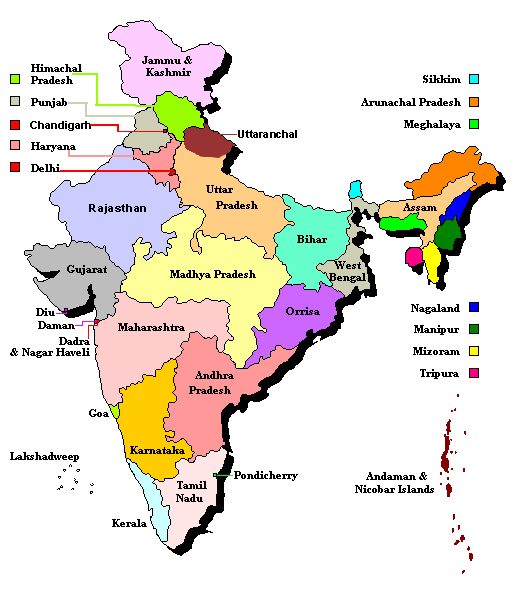 Jammu &
Kashmir
Himachal
Pradesh
Punjab
Chandigarh
Haryana
Delhi
Uttaranchal
Sikkim
Arunachal Pradesh
Meghalaya
Rajasthan
Uttar
Pradesh
Bihar
Assam
Gujarat
Madhya Pradesh
West
Bengal
Diu
Daman
Dadra
& Nagar Haveli
Maharashtra
Orrisa
Nagaland
Manipur
Mizoram
Tripura
Andhra
Pradesh
Goa
Karnataka
Lakshadweep
Tamil
Nadu
Pondicherry
Andaman &
Nicobar Islands
Kerala